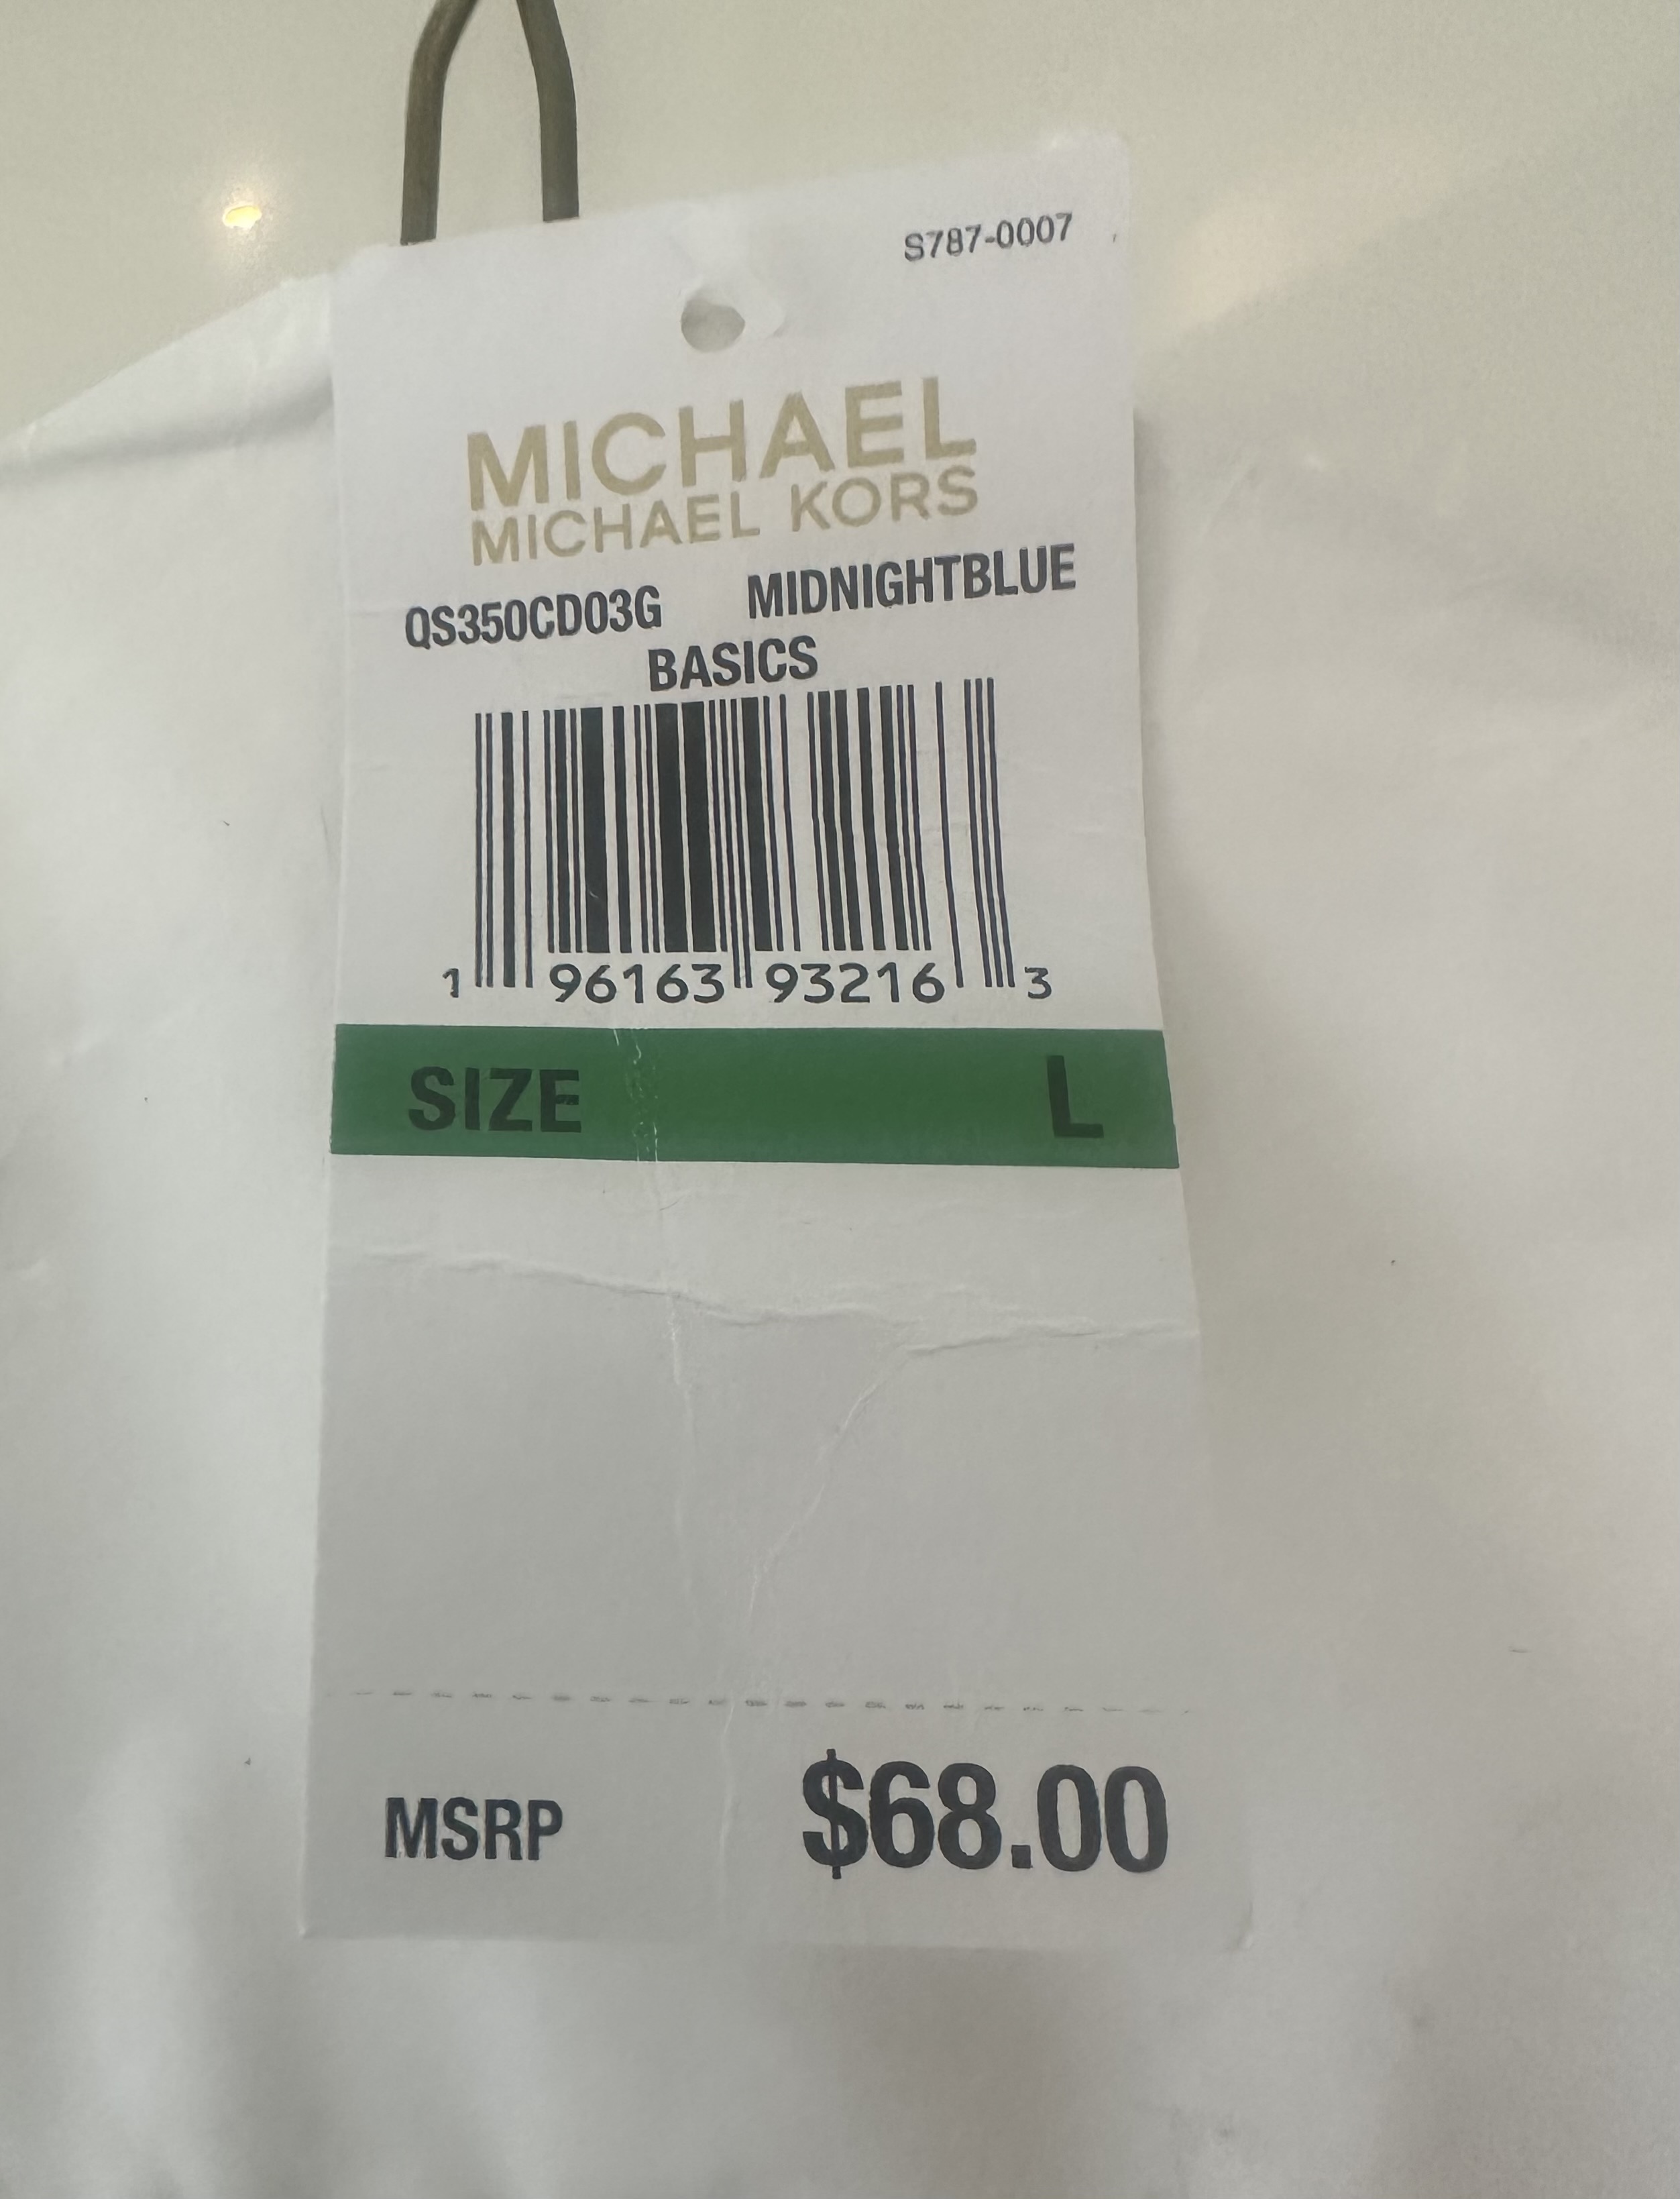 S787-0007
MICHAEL
MICHAEL KORS
QS350CD03G MIDNIGHTBLUE
BASICS
1 96163 93216 3
SIZE L
MSRP $68.00